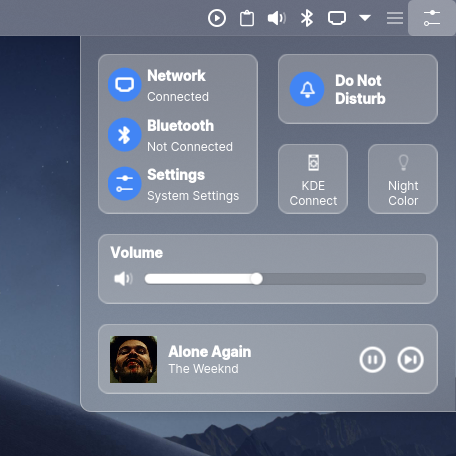 Network
Connected
Bluetooth
Not Connected
Settings
System Settings
Do Not
Disturb
KDE
Connect
Night
Color
Volume
Alone Again
The Weeknd